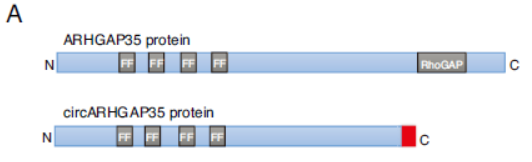 A
ARHGAP35 protein
N FF FF FF FF RhoGAP C
circARHGAP35 protein
N FF FF FF FF C